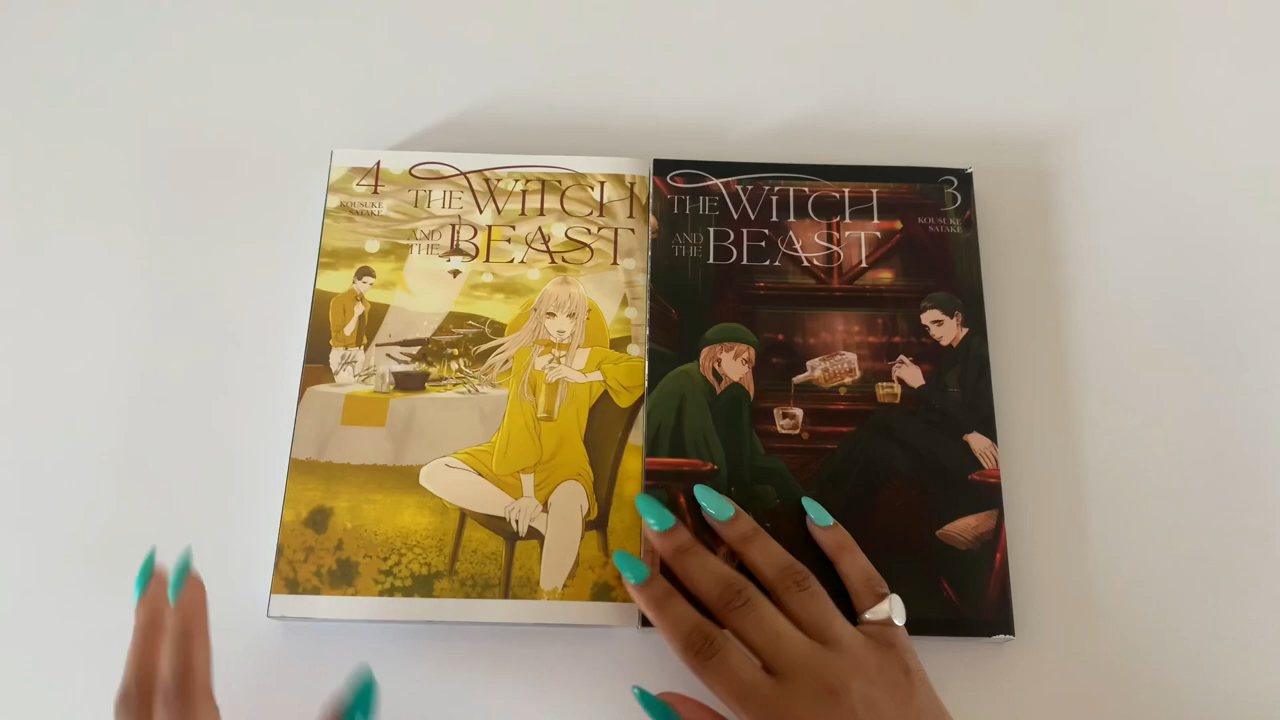 4
KOUSUKE
SATAKE
THE WiTCH
AND THE BEAST
THE WiTCH
AND THE BEAST
3
KOUSUKE
SATAKE